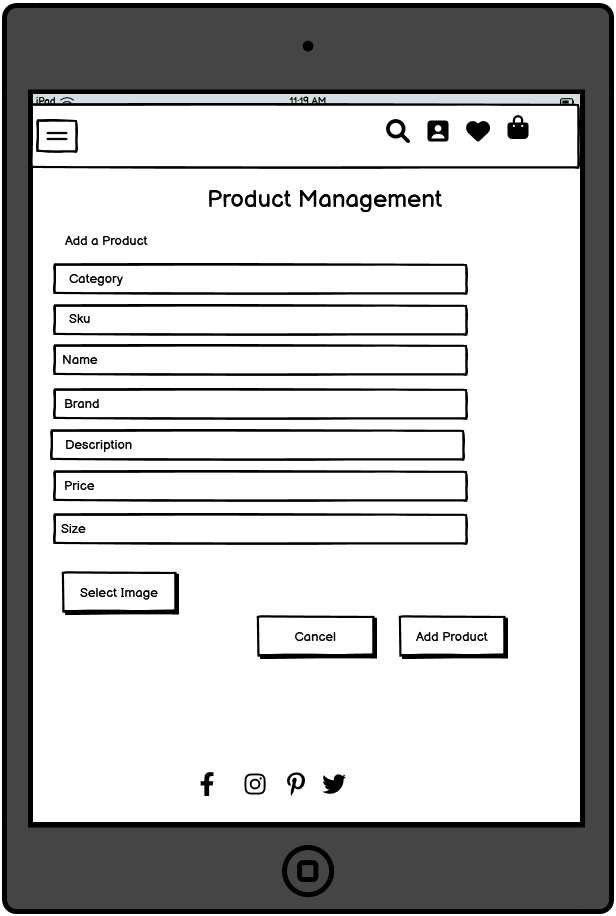 iPad 11:19 AM
Product Management
Add a Product
Category
Sku
Name
Brand
Description
Price
Size
Select Image
Cancel Add Product